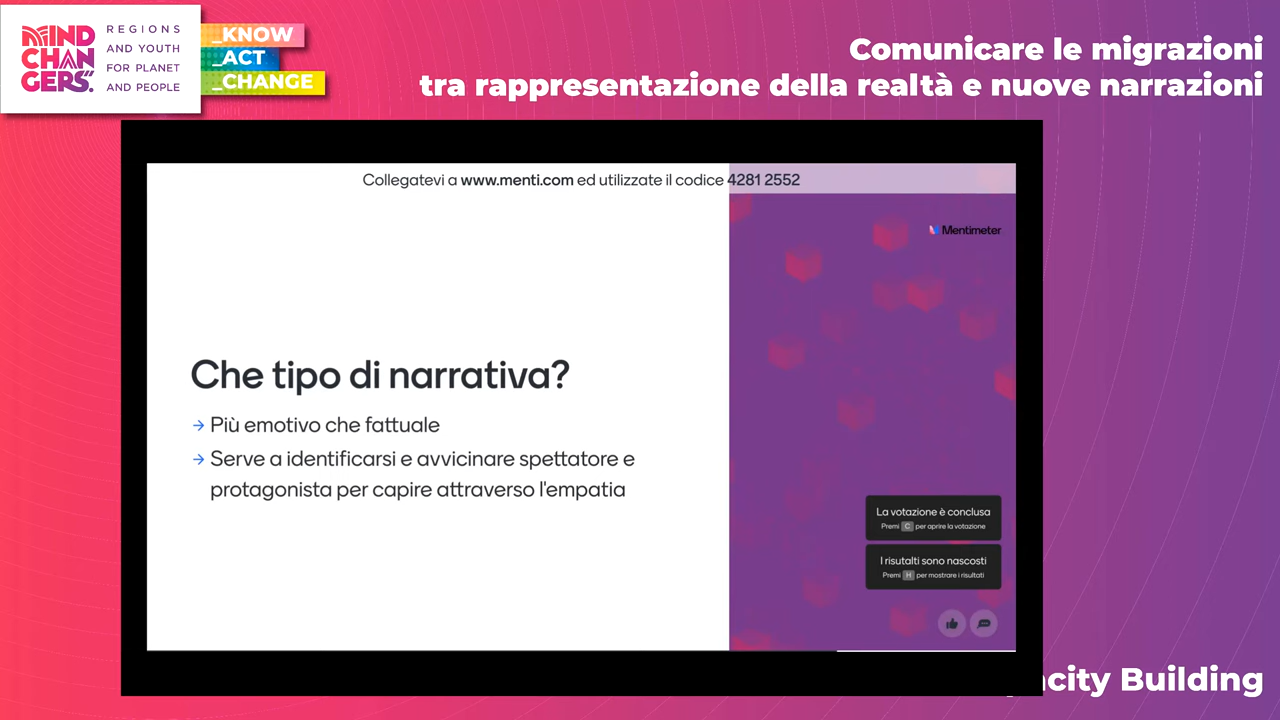 MIND
CHAN
GERS
REGIONS
AND YOUTH
FOR PLANET
AND PEOPLE
_KNOW
_ACT
_CHANGE
Comunicare le migrazioni
tra rappresentazione della realtà e nuove narrazioni
Collegatevi a www.menti.com ed utilizzate il codice 4281 2552
Mentimeter
Che tipo di narrativa?
→ Più emotivo che fattuale
→ Serve a identificarsi e avvicinare spettatore e
protagonista per capire attraverso l'empatia
La votazione è conclusa
Premi C per aprire la votazione
I risutalti sono nascosti
Premi H per mostrare i risultati
acity Building